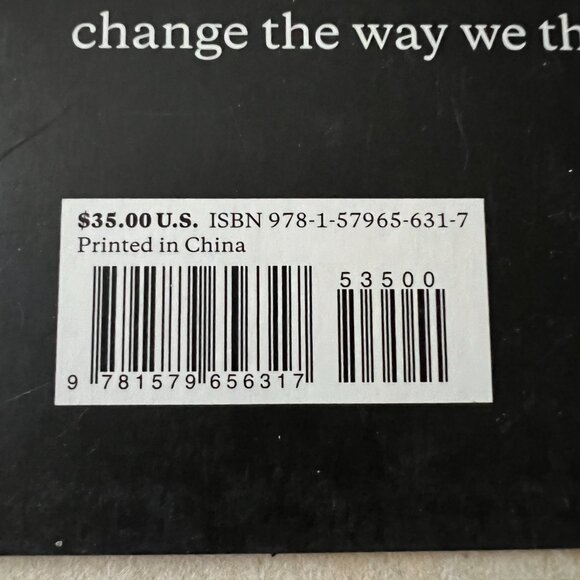 change the way we th
$35.00 U.S. ISBN 978-1-57965-631-7
Printed in China
53500
9 781579 656317